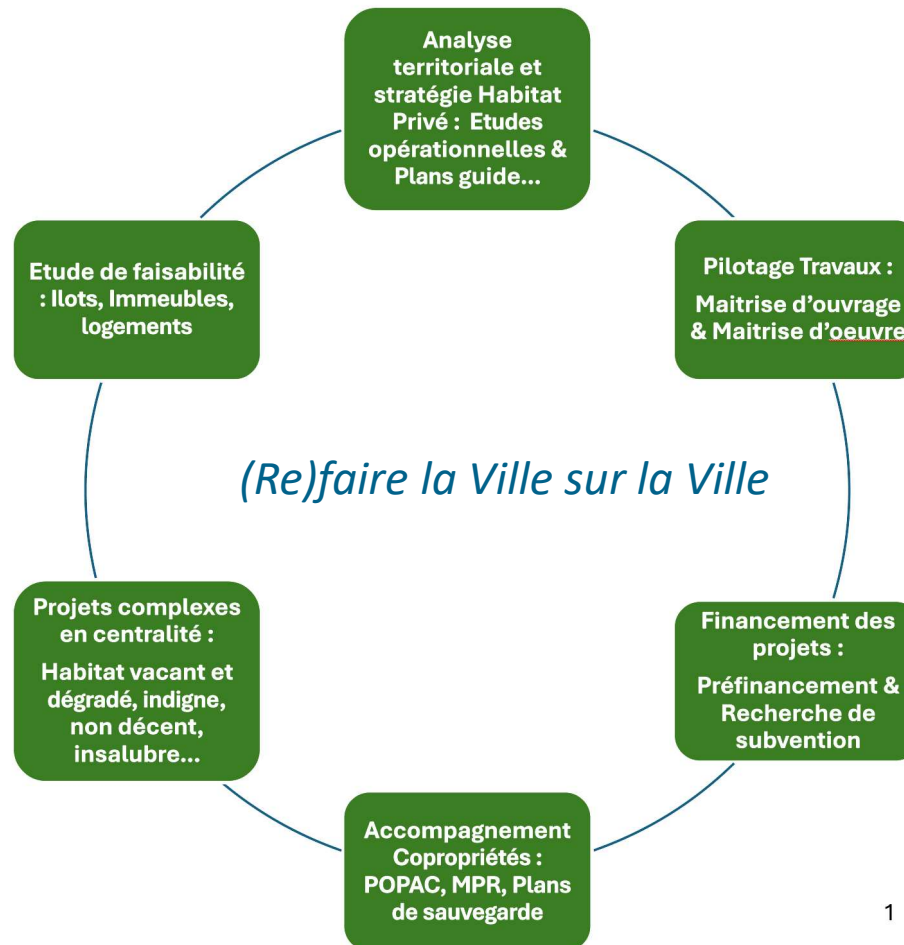 Analyse
territoriale et
stratégie Habitat
Privé : Etudes
opérationnelles &
Plans guide...
Pilotage Travaux :
Maitrise d'ouvrage
& Maitrise d'oeuvre
Financement des
projets :
Préfinancement &
Recherche de
subvention
Accompagnement
Copropriétés :
POPAC, MPR, Plans
de sauvegarde
Projets complexes
en centralité :
Habitat vacant et
dégradé, indigne,
non décent,
insalubre...
Etude de faisabilité
: Ilots, Immeubles,
logements
(Re)faire la Ville sur la Ville
1